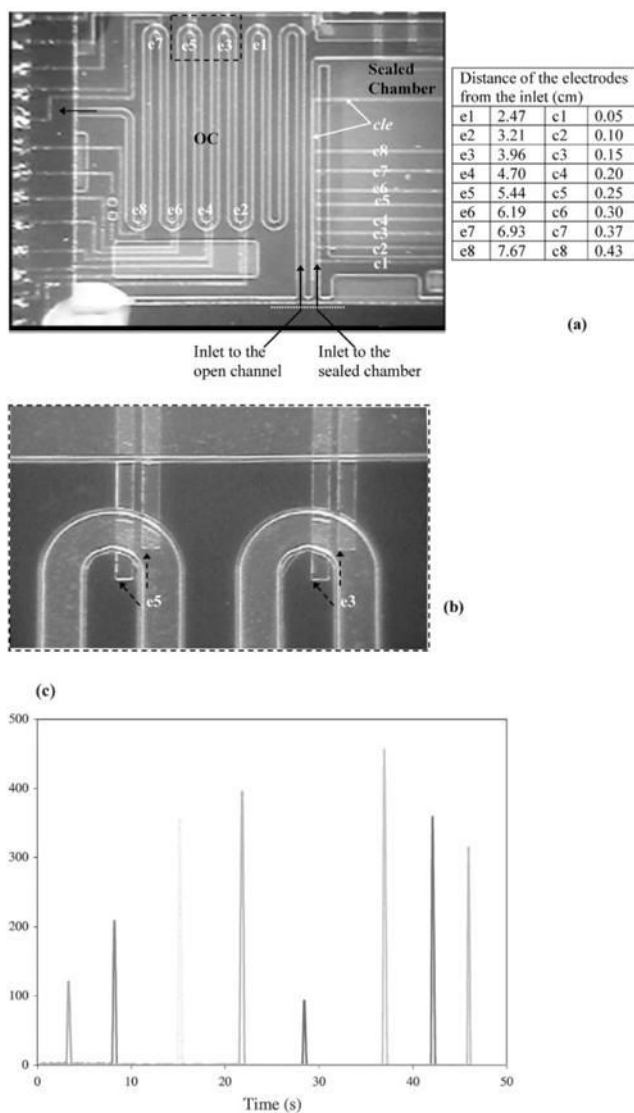 e7 e5 e3 e1
Sealed
Chamber
OC
cle
e8 e6 e4 e2
c8
c7
c6
c5
c4
c3
c2
c1
Inlet to the
open channel
Inlet to the
sealed chamber
Distance of the electrodes
from the inlet (cm)
e1 2.47 c1 0.05
e2 3.21 c2 0.10
e3 3.96 c3 0.15
e4 4.70 c4 0.20
e5 5.44 c5 0.25
e6 6.19 c6 0.30
e7 6.93 c7 0.37
e8 7.67 c8 0.43
(a)
e5 e3
(b)
(c)
500
400
300
200
100
0
0 10 20 30 40 50
Time (s)